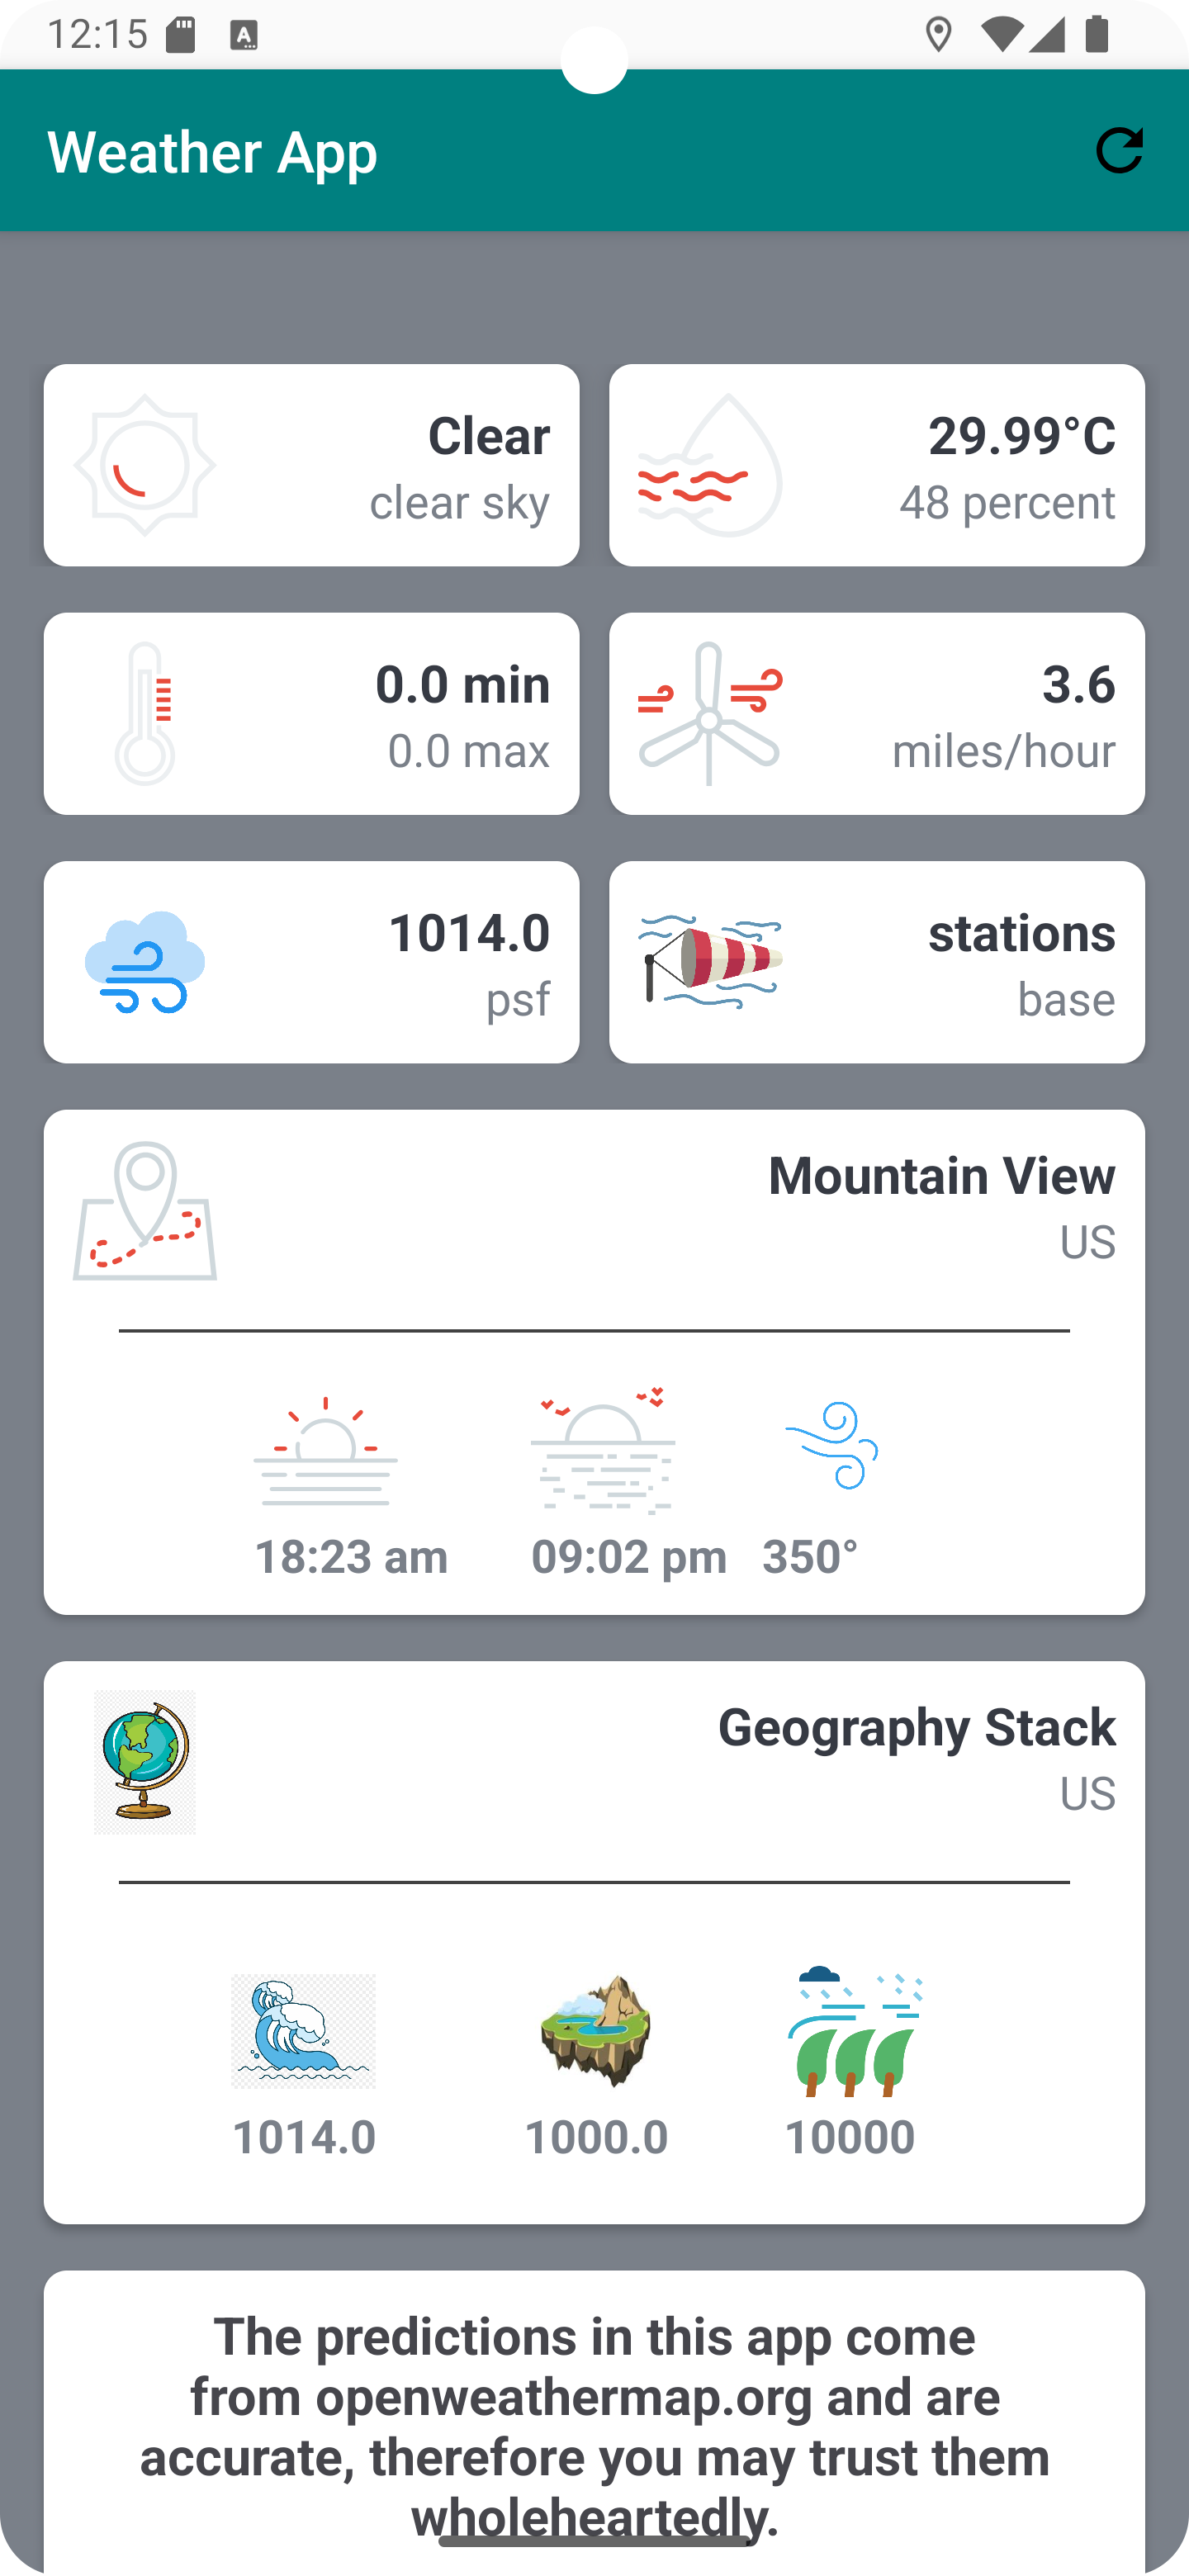 12:15
Weather App
Clear
clear sky
29.99°C
48 percent
0.0 min
0.0 max
3.6
miles/hour
1014.0
psf
stations
base
Mountain View
US
18:23 am
09:02 pm
350°
Geography Stack
US
1014.0
1000.0
10000
The predictions in this app come
from openweathermap.org and are
accurate, therefore you may trust them
wholeheartedly.